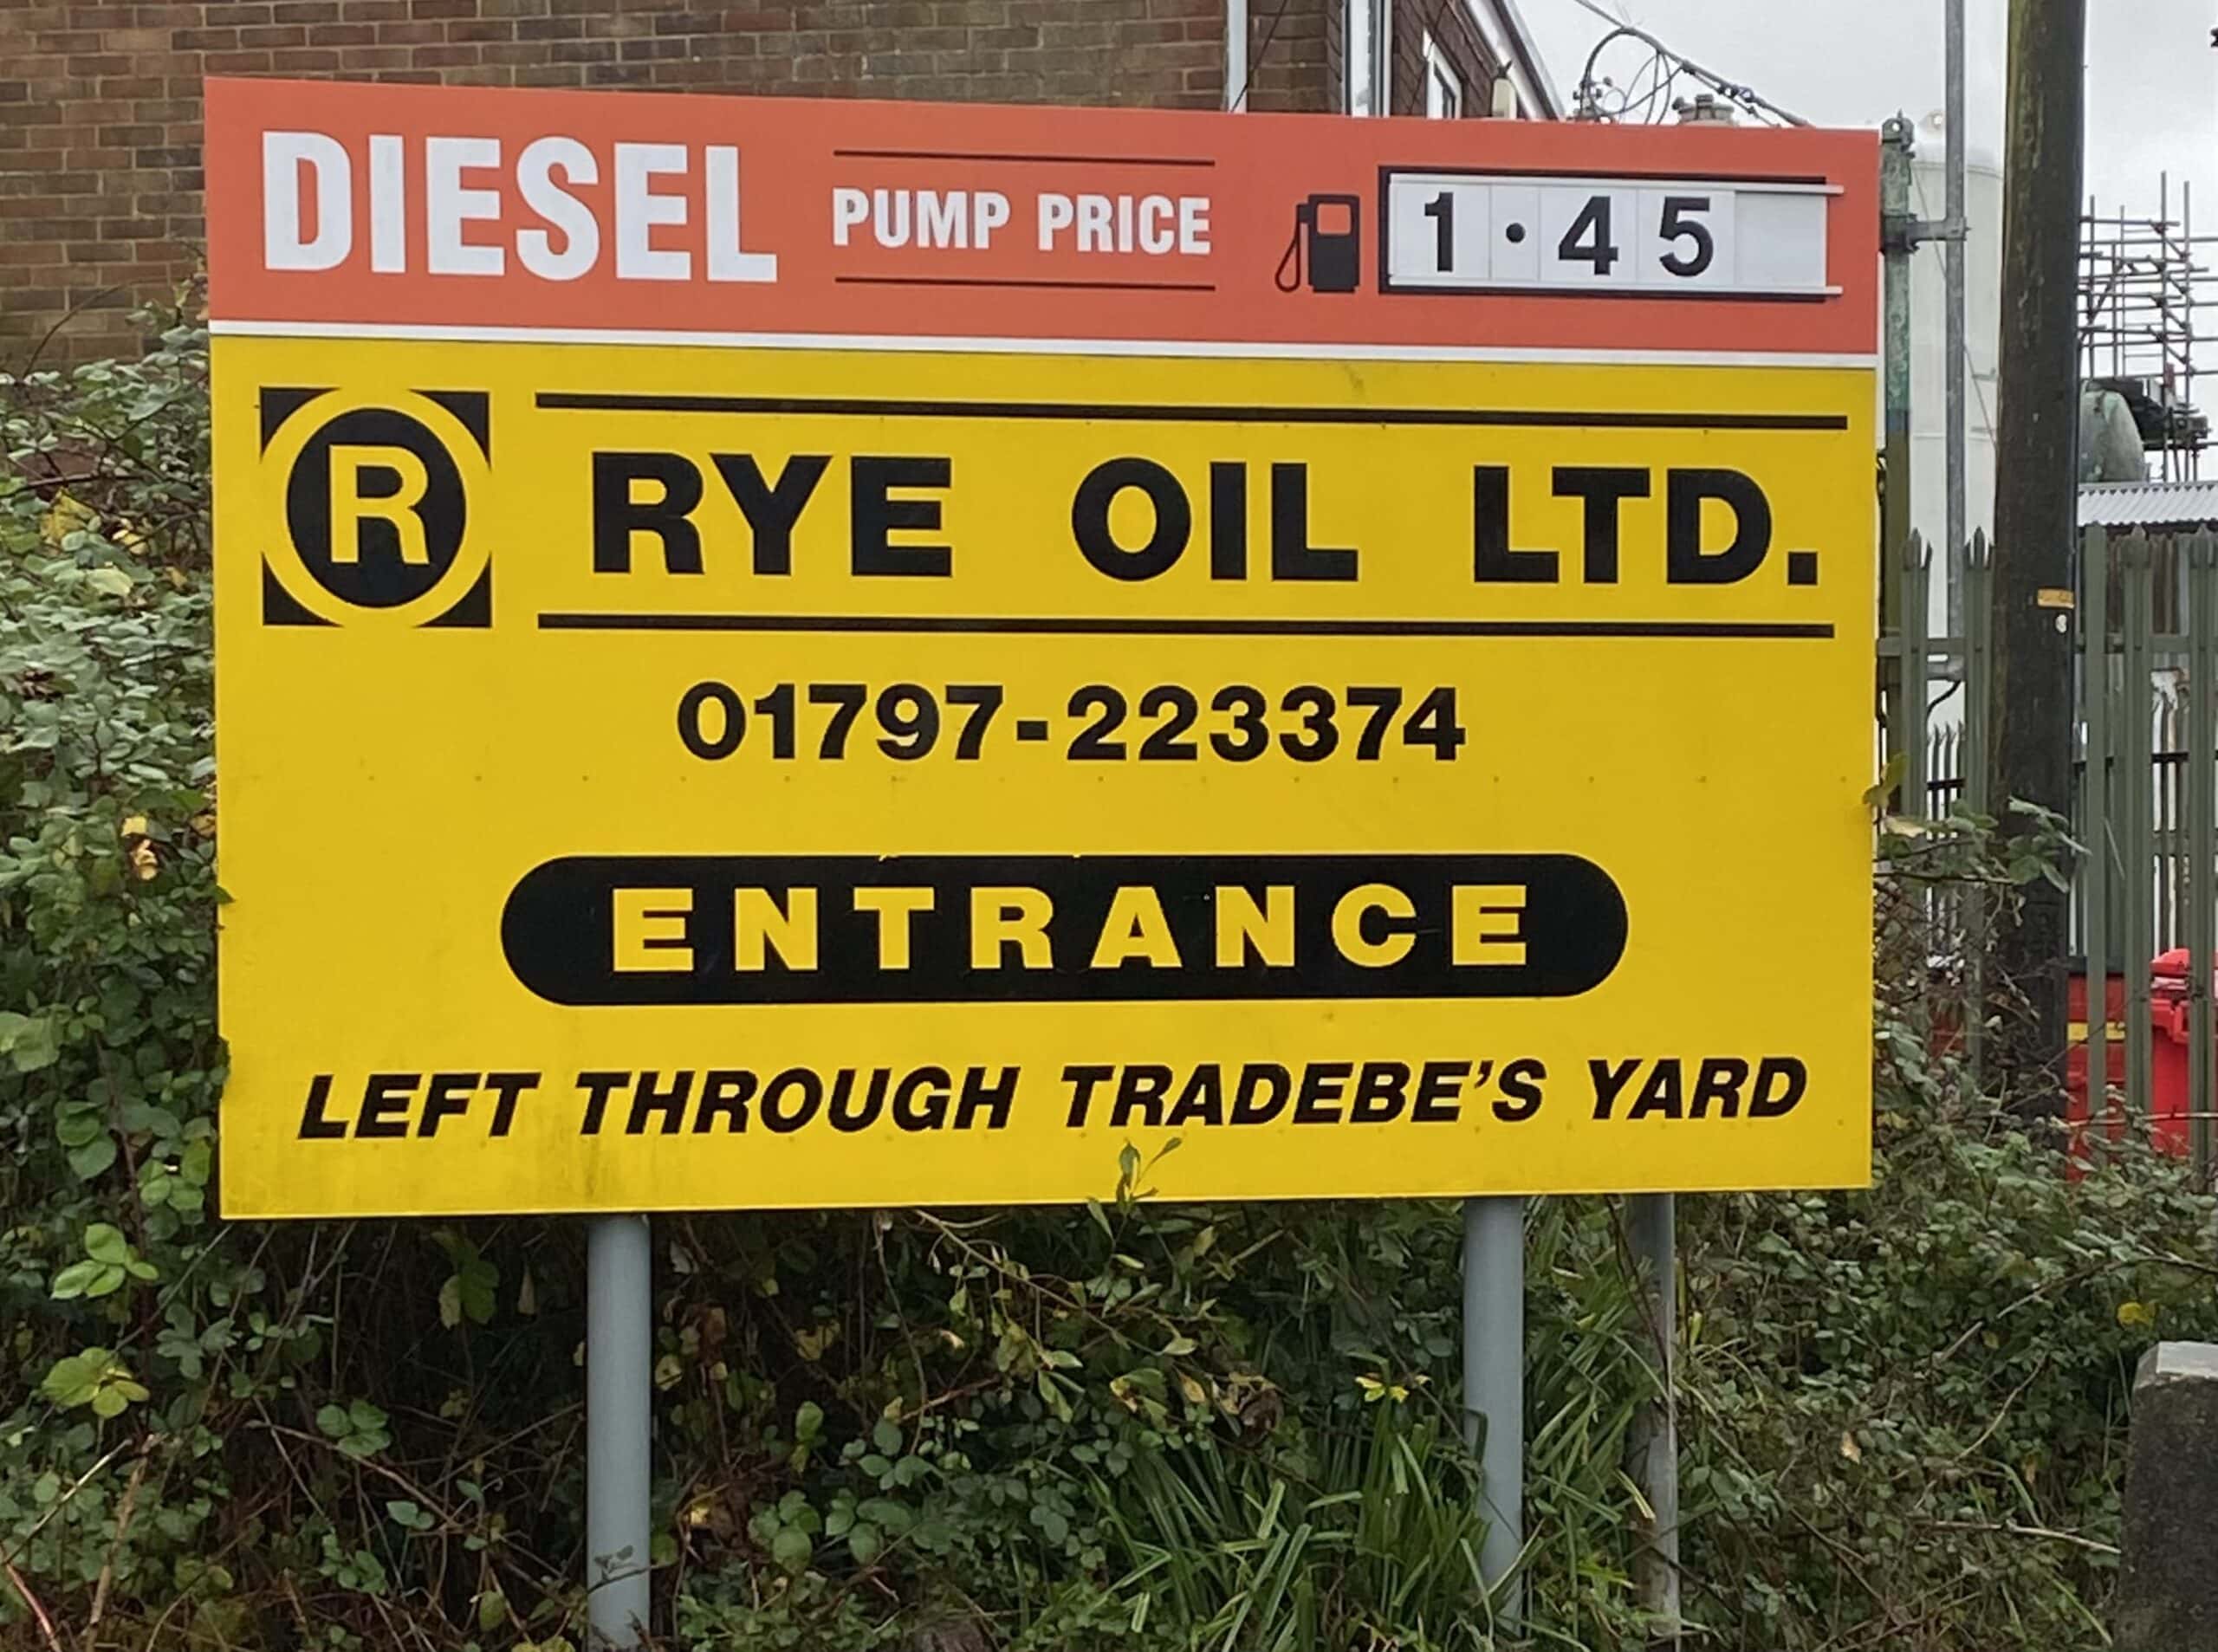 DIESEL PUMP PRICE 1.45
R RYE OIL LTD.
01797-223374
ENTRANCE
LEFT THROUGH TRADEBE'S YARD